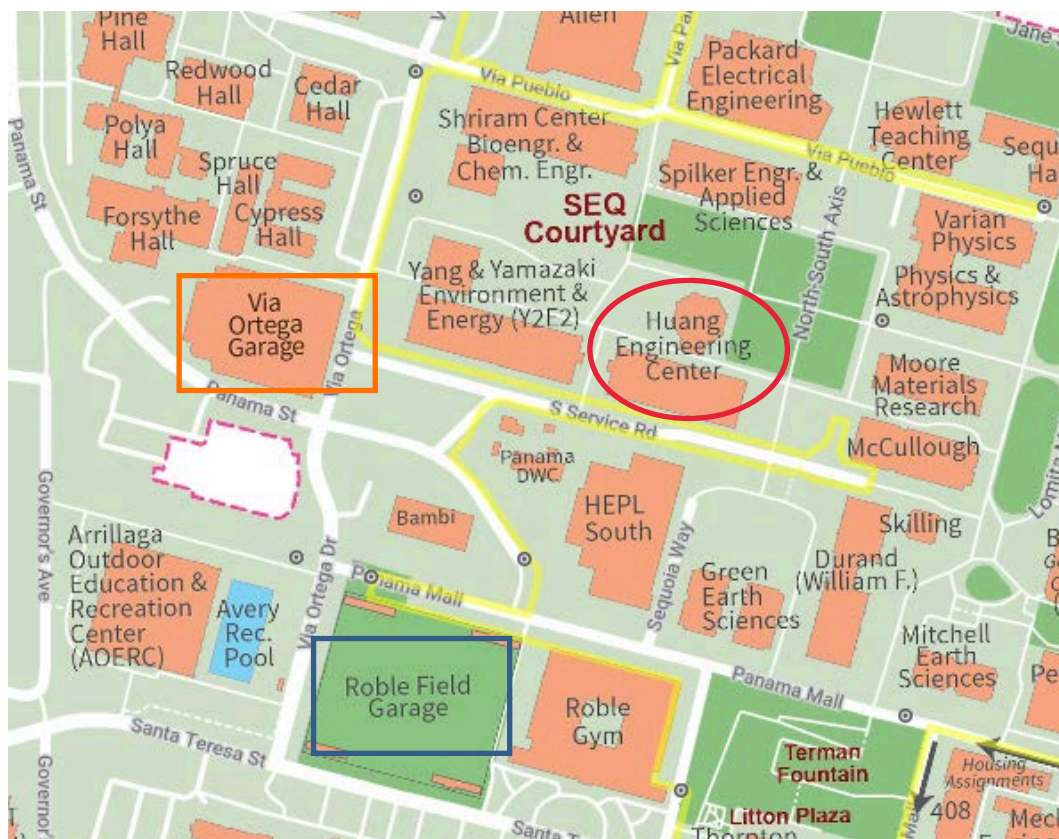 Pine
Hall
Allen
Jane
Redwood
Hall
Cedar
Hall
Via Pueblo
Packard
Electrical
Engineering
Hewlett
Teaching
Center
Polya
Hall
Shriram Center
Bioengr. &
Chem. Engr.
Via Pueblo
Panama St
Spruce
Hall
Spilker Engr. &
Applied
Sciences
Forsythe
Hall
Cypress
Hall
SEQ
Courtyard
Varian
Physics
North-South Axis
Yang & Yamazaki
Environment &
Energy (Y2E2)
Physics &
Astrophysics
Via
Ortega
Garage
Via Ortega
Huang
Engineering
Center
Moore
Materials
Research
Panama St
S Service Rd
McCullough
Panama
DWC
Governor's Ave
HEPL
South
Bambi
Skilling
Arrillaga
Outdoor
Education &
Recreation
Center
(AOERC)
Avery
Rec.
Pool
Via Ortega Dr
Panama Mall
Sequoia Way
Green
Earth
Sciences
Durand
(William F.)
Mitchell
Earth
Sciences
Roble Field
Garage
Roble
Gym
Panama Mall
Santa Teresa St
Terman
Fountain
Housing
Assignments
Litton Plaza
408
Thornton